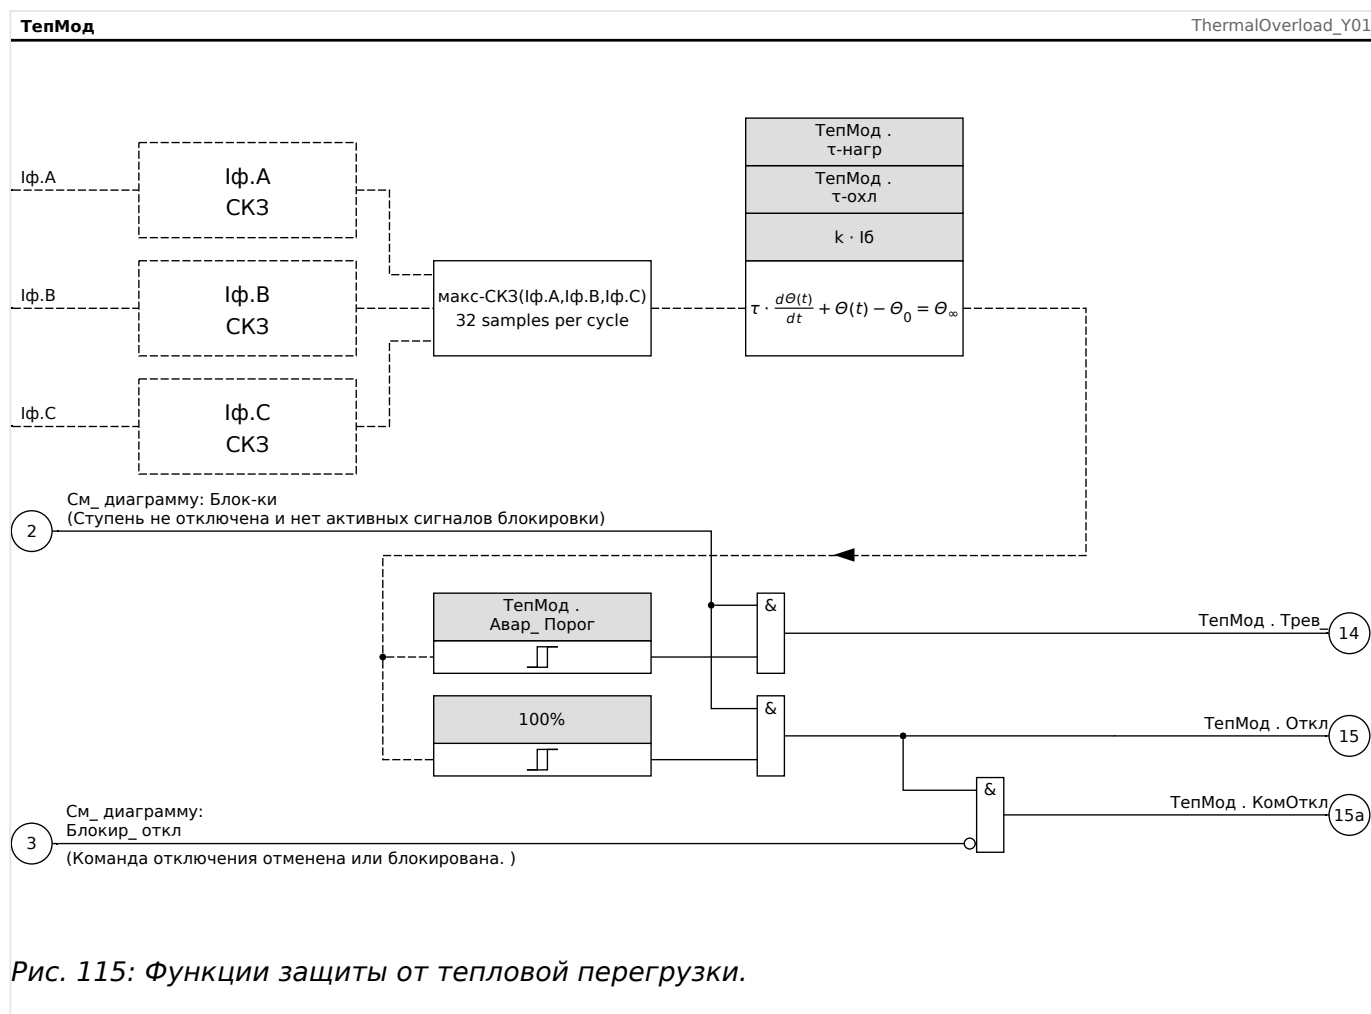 ТепМод
ThermalOverload_Y01
ТепМод .
τ-нагр
ТепМод .
τ-охл
k · Iб
τ · dΘ(t)/dt + Θ(t) − Θ0 = Θ∞
Iф.A
Iф.A
СКЗ
Iф.B
Iф.B
СКЗ
макс-СКЗ(Iф.A,Iф.B,Iф.C)
32 samples per cycle
Iф.C
Iф.C
СКЗ
См_ диаграмму: Блок-ки
(Ступень не отключена и нет активных сигналов блокировки)
2
ТепМод .
Авар_ Порог
&
ТепМод . Трев_
14
100%
&
ТепМод . Откл
15
&
ТепМод . КомОткл
15a
См_ диаграмму:
Блокир_ откл
3
(Команда отключения отменена или блокирована. )
Рис. 115: Функции защиты от тепловой перегрузки.